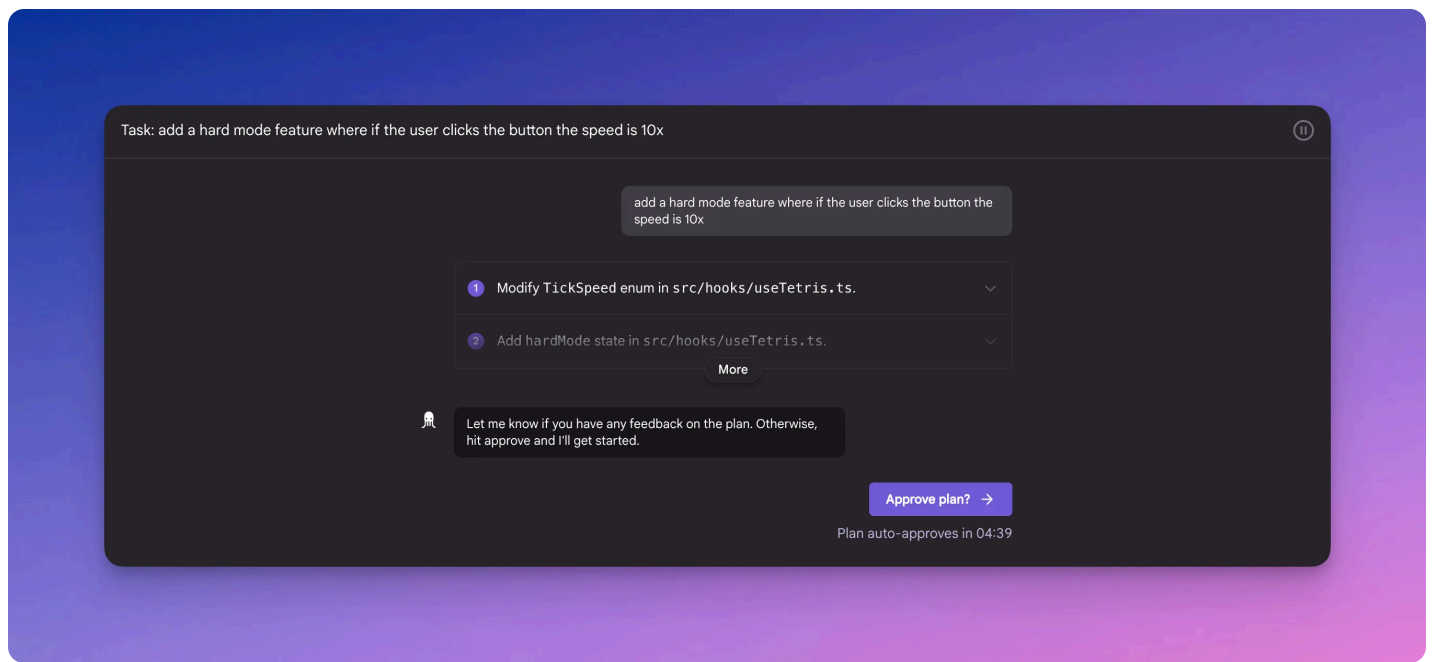 Task: add a hard mode feature where if the user clicks the button the speed is 10x
add a hard mode feature where if the user clicks the button the
speed is 10x
1 Modify TickSpeed enum in src/hooks/useTetris.ts.
2 Add hardMode state in src/hooks/useTetris.ts.
More
Let me know if you have any feedback on the plan. Otherwise,
hit approve and I'll get started.
Approve plan?
Plan auto-approves in 04:39